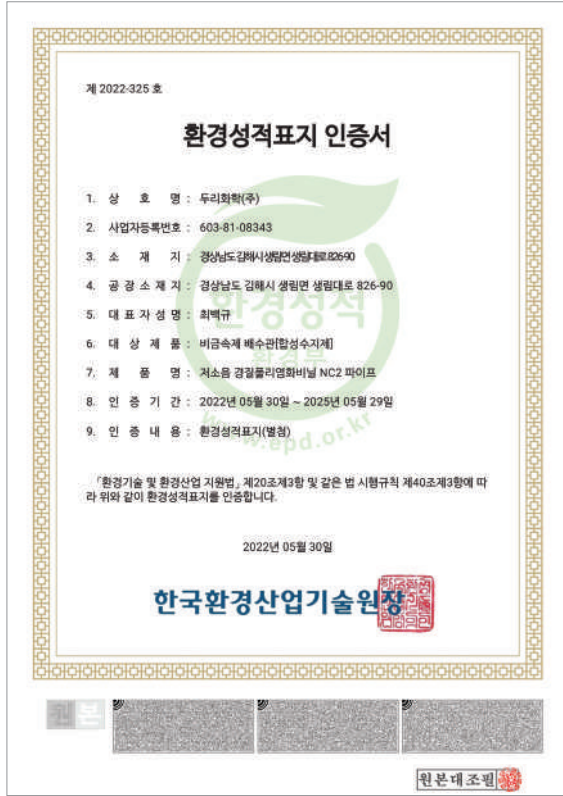 제 2022-325 호
환경성적표지 인증서
1. 상 호 명 : 두리화학(주)
2. 사업자등록번호 : 603-81-08343
3. 소 재 지 : 경상남도 김해시 생림면 생림대로 826-90
4. 공 장 소 재 지 : 경상남도 김해시 생림면 생림대로 826-90
5. 대 표 자 성 명 : 최백규
6. 대 상 제 품 : 비금속제 배수관[합성수지제]
7. 제 품 명 : 저소음 경질폴리염화비닐 NC2 파이프
8. 인 증 기 간 : 2022년 05월 30일 ~ 2025년 05월 29일
9. 인 증 내 용 : 환경성적표지(별첨)
환경성적
환경부
www.epd.or.kr
「환경기술 및 환경산업 지원법」 제20조제3항 및 같은 법 시행규칙 제40조제3항에 따
라 위와 같이 환경성적표지를 인증합니다.
2022년 05월 30일
한국환경산업기술원장
원본
원본대조필